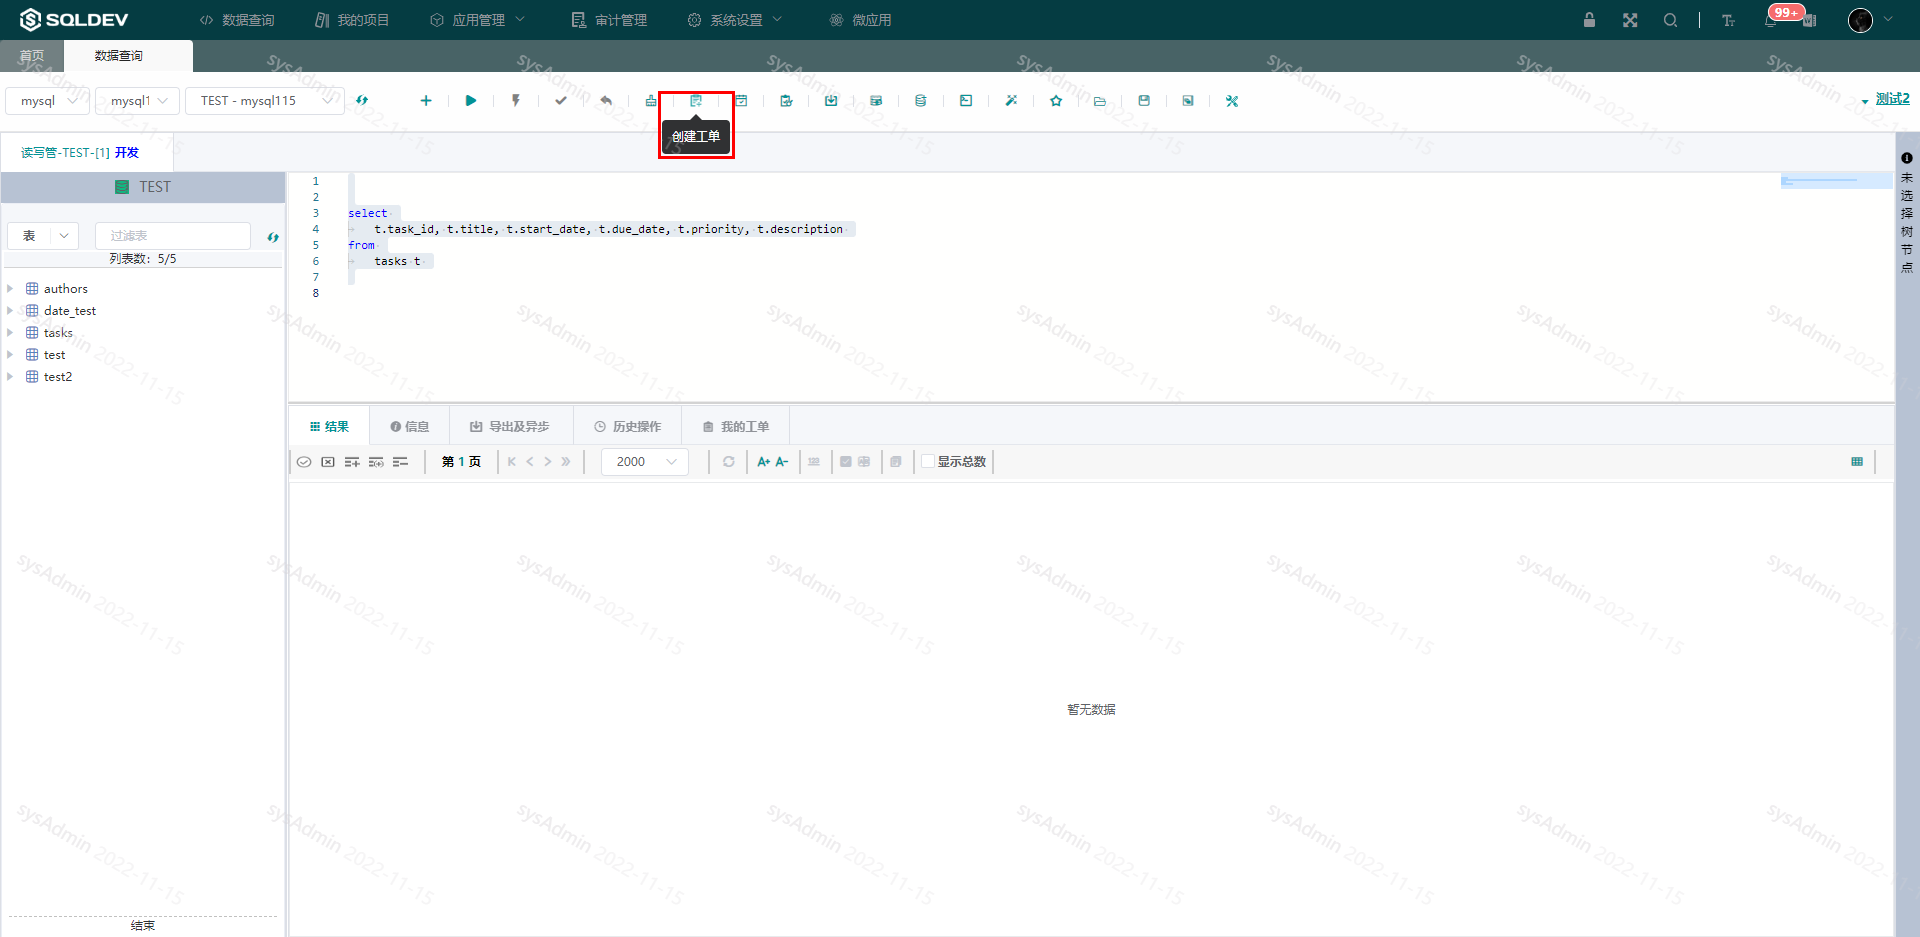 SQLDEV 数据查询 我的项目 应用管理 审计管理 系统设置 微应用 99+
首页 数据查询
mysql mysql1 TEST - mysql115 测试2
创建工单
读写管-TEST-[1] 开发
TEST
表 过滤表
列表数：5/5
authors
date_test
tasks
test
test2
结束
1
2
3 select
4 t.task_id, t.title, t.start_date, t.due_date, t.priority, t.description
5 from
6 tasks t
7
8
结果 信息 导出及异步 历史操作 我的工单
第 1 页 2000 A+ A- 显示总数
暂无数据
未选择树节点
sysAdmin 2022-11-15